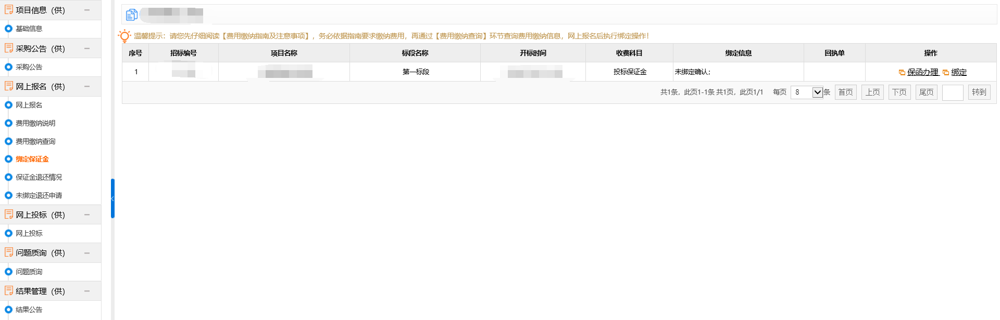 项目信息（供）
基础信息
采购公告（供）
采购公告
网上报名（供）
网上报名
费用缴纳说明
费用缴纳查询
绑定保证金
保证金退还情况
未绑定退还申请
网上投标（供）
网上投标
问题质询（供）
问题质询
结果管理（供）
结果公告
温馨提示：请您先仔细阅读【费用缴纳指南及注意事项】，务必依据指南要求缴纳费用，再通过【费用缴纳查询】环节查询费用缴纳信息，网上报名后执行绑定操作！
序号 招标编号 项目名称 标段名称 开标时间 收费科目 绑定信息 回执单 操作
1 第一标段 投标保证金 未绑定确认； 保函办理 绑定
共1条，此页1-1条 共1页，此页1/1 每页 8 条 首页 上页 下页 尾页 转到